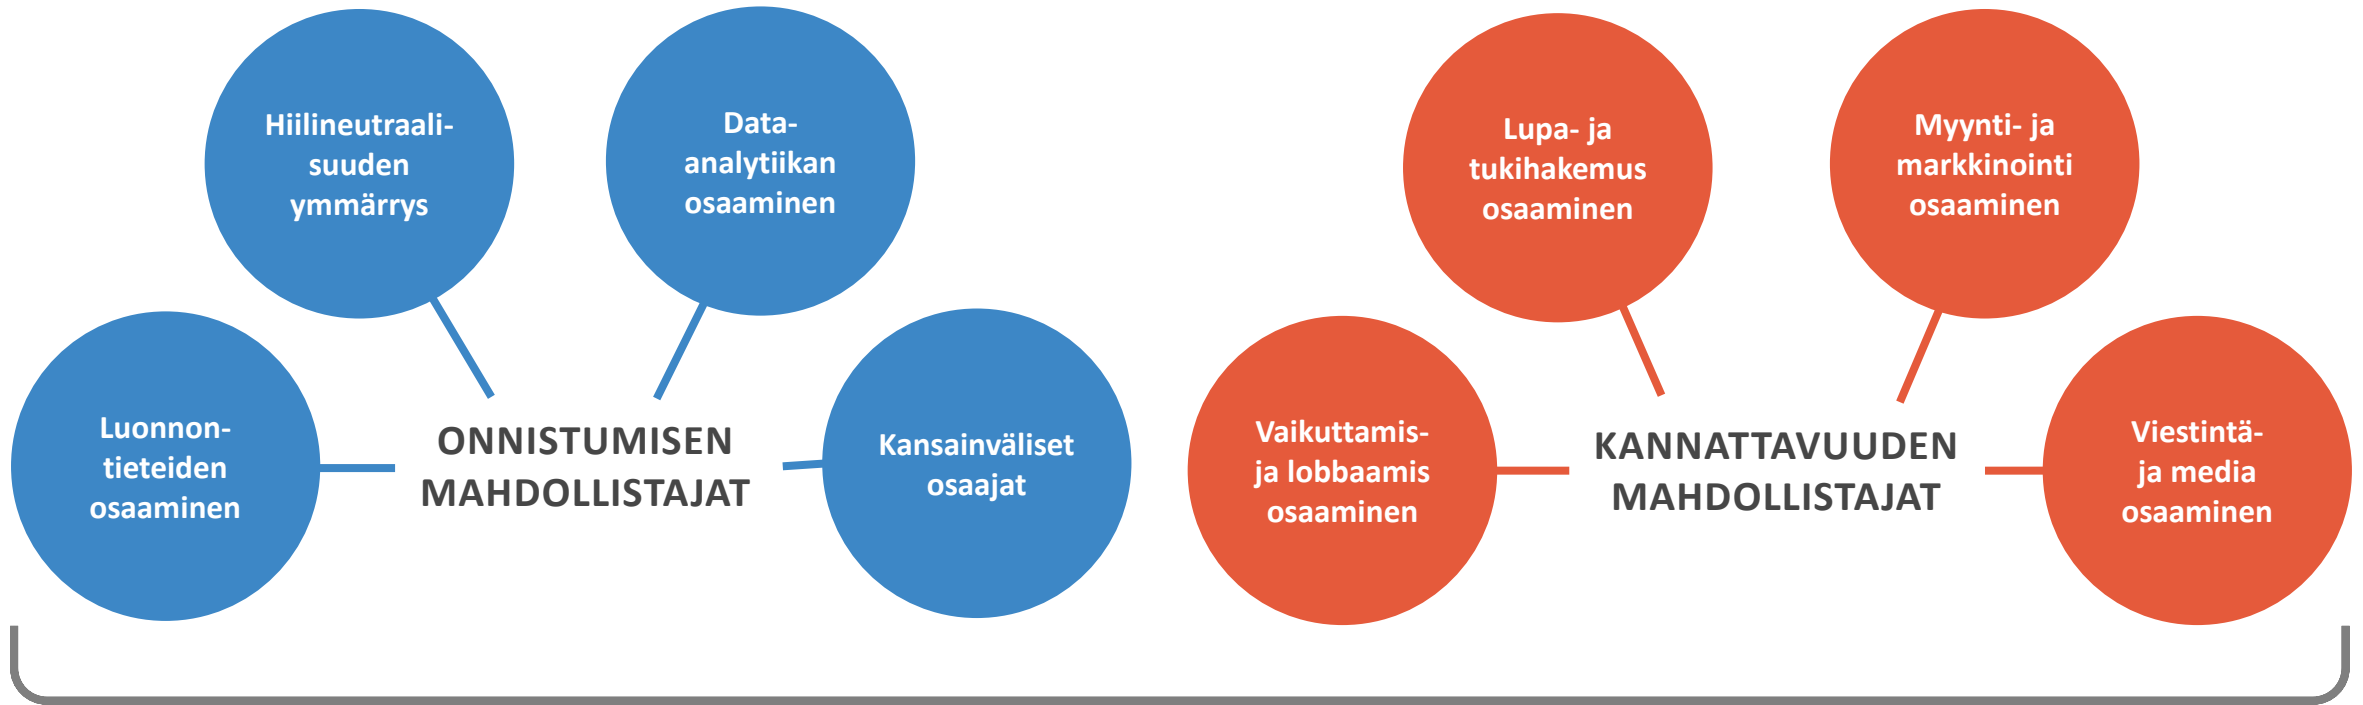 Hiilineutraali-
suuden
ymmärrys
Data-
analytiikan
osaaminen
Luonnon-
tieteiden
osaaminen
ONNISTUMISEN
MAHDOLLISTAJAT
Kansainväliset
osaajat
Lupa- ja
tukihakemus
osaaminen
Myynti- ja
markkinointi
osaaminen
Vaikuttamis-
ja lobbaamis
osaaminen
KANNATTAVUUDEN
MAHDOLLISTAJAT
Viestintä-
ja media
osaaminen